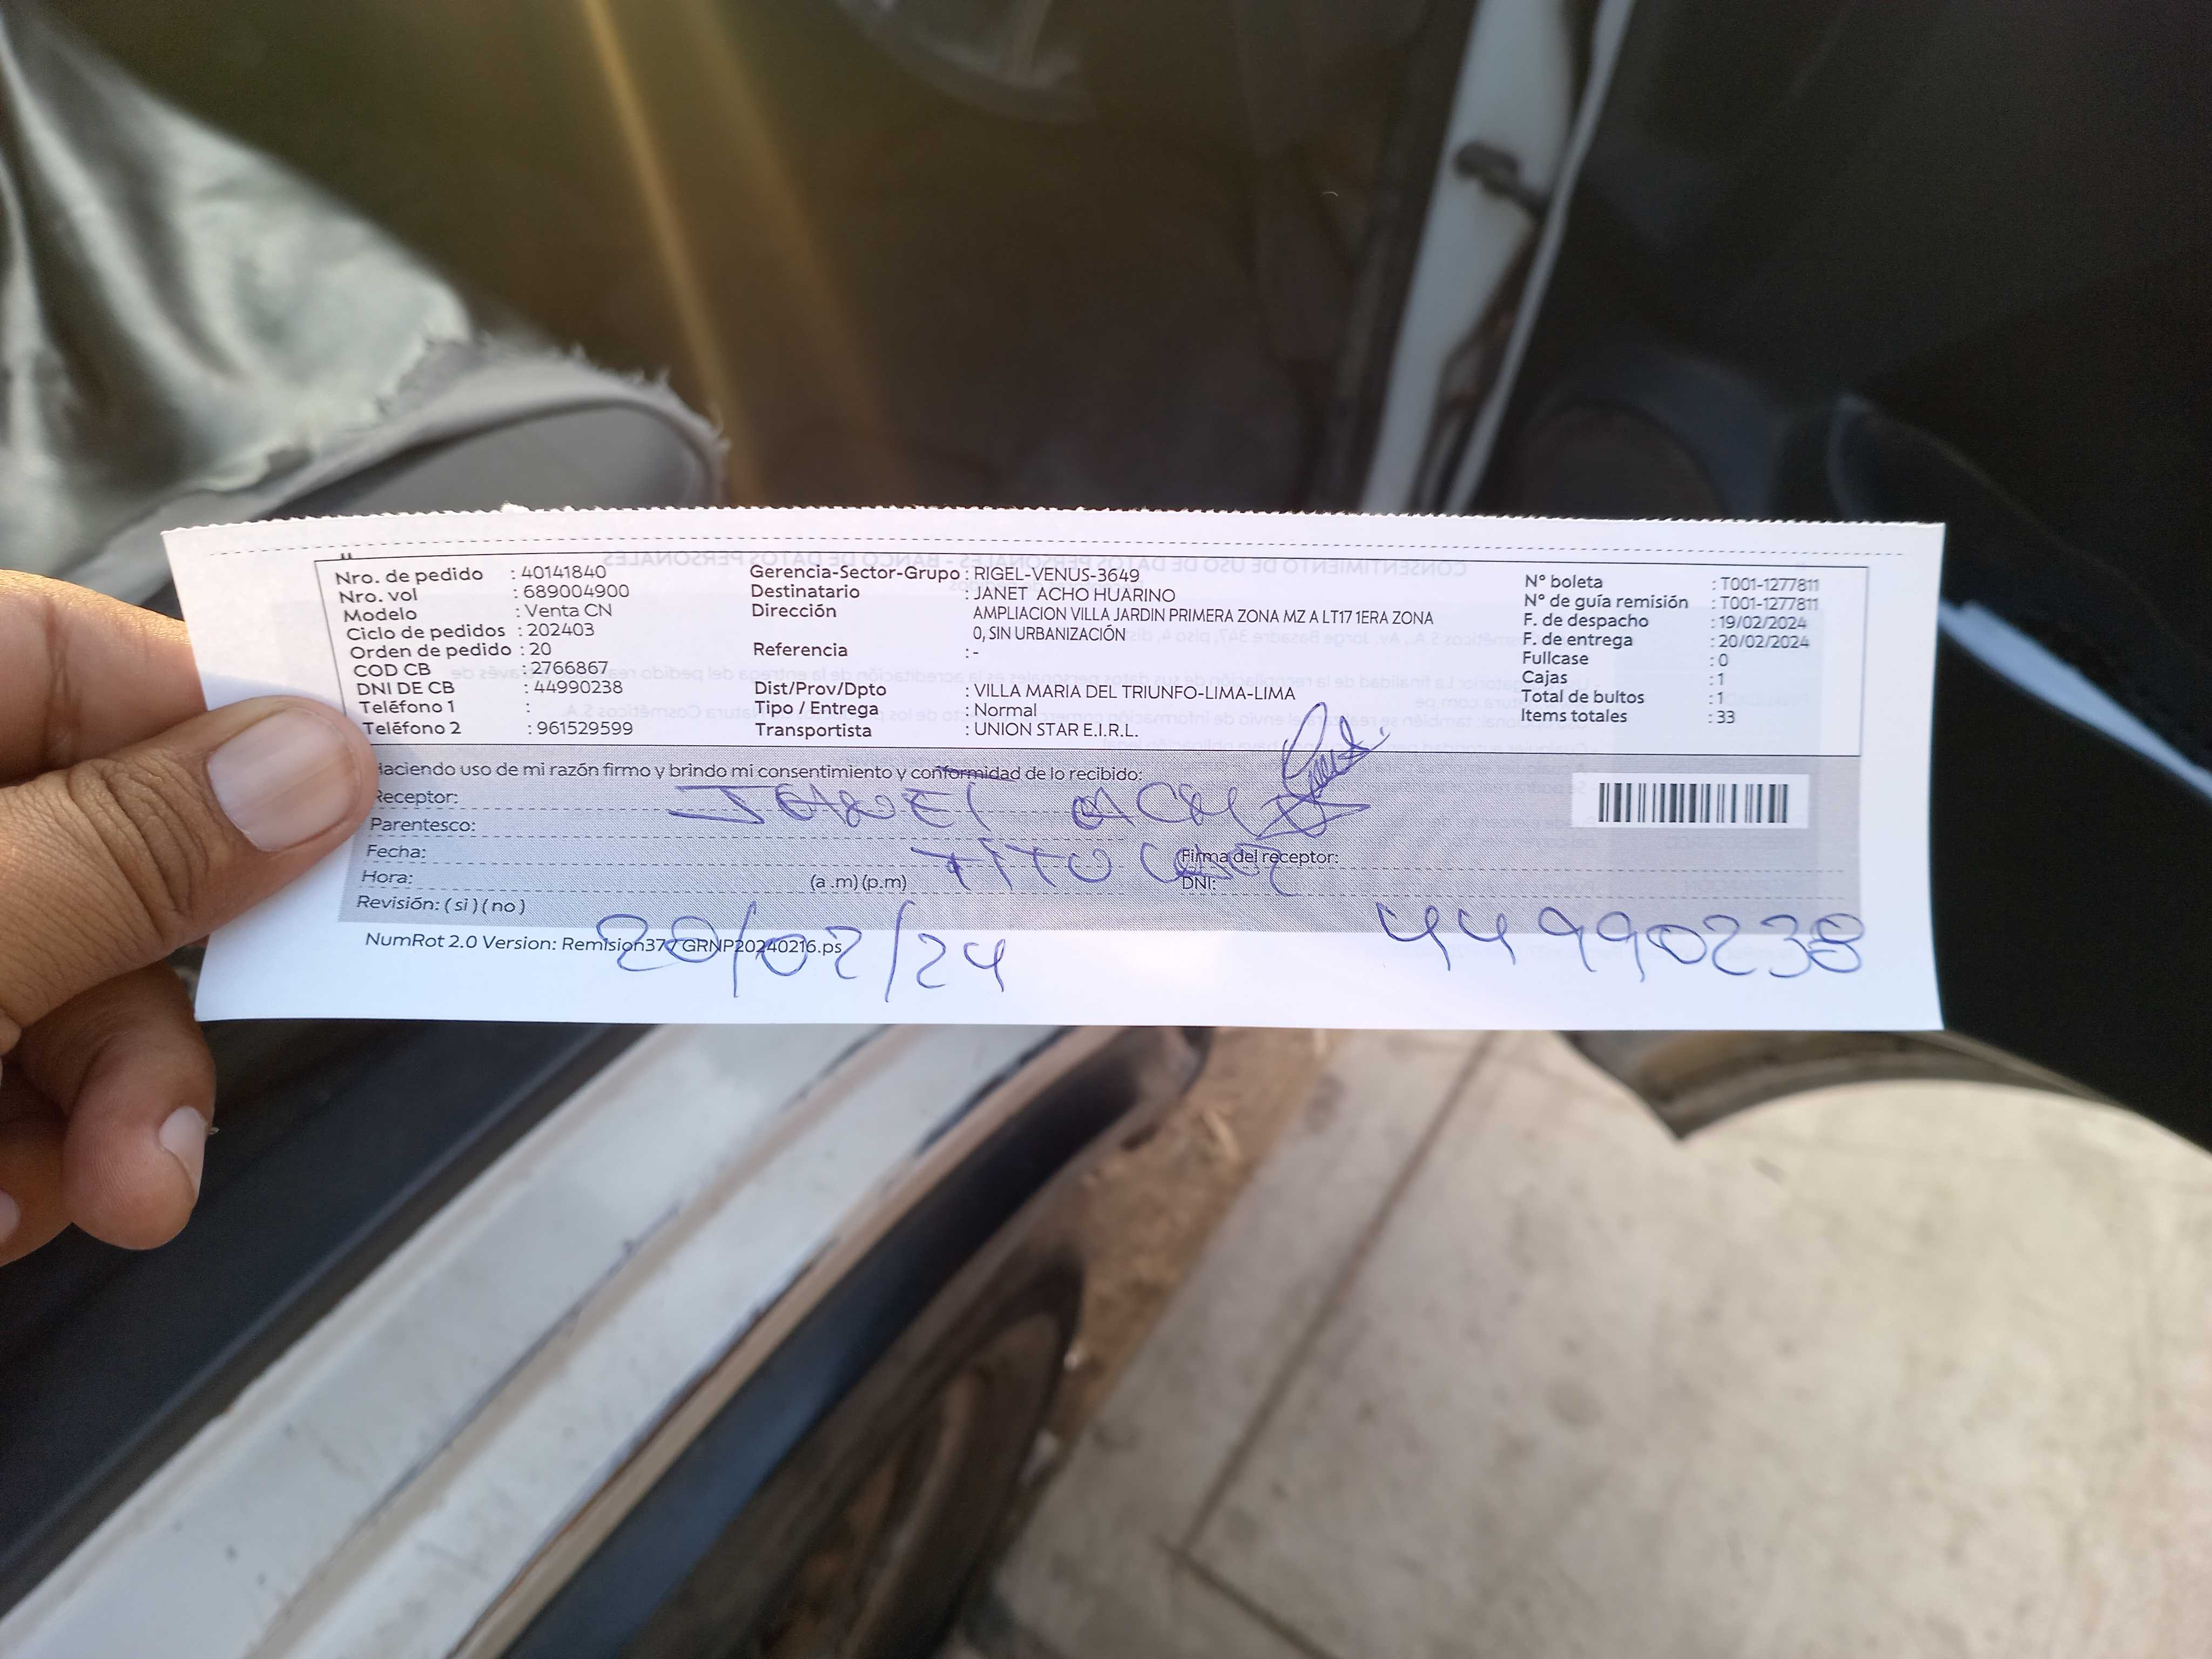 Nro. de pedido : 40141840
Nro. vol : 689004900
Modelo : Venta CN
Ciclo de pedidos : 202403
Orden de pedido : 20
COD CB : 2766867
DNI DE CB : 44990238
Teléfono 1 :
Teléfono 2 : 961529599
Gerencia-Sector-Grupo : RIGEL-VENUS-3649
Destinatario : JANET ACHO HUARINO
Dirección AMPLIACION VILLA JARDIN PRIMERA ZONA MZ A LT17 1ERA ZONA
0, SIN URBANIZACIÓN
Referencia : -
Dist/Prov/Dpto : VILLA MARIA DEL TRIUNFO-LIMA-LIMA
Tipo / Entrega : Normal
Transportista : UNION STAR E.I.R.L.
N° boleta : T001-1277811
N° de guía remisión : T001-1277811
F. de despacho : 19/02/2024
F. de entrega : 20/02/2024
Fullcase : 0
Cajas : 1
Total de bultos : 1
Items totales : 33
Haciendo uso de mi razón firmo y brindo mi consentimiento y conformidad de lo recibido:
Receptor: JANET ACHO
Parentesco:
Fecha: TITULAR Firma del receptor:
Hora: (a .m) (p.m) DNI:
Revisión: ( si ) ( no )
20/02/24 44990238
NumRot 2.0 Version: Remision377GRNP20240216.ps